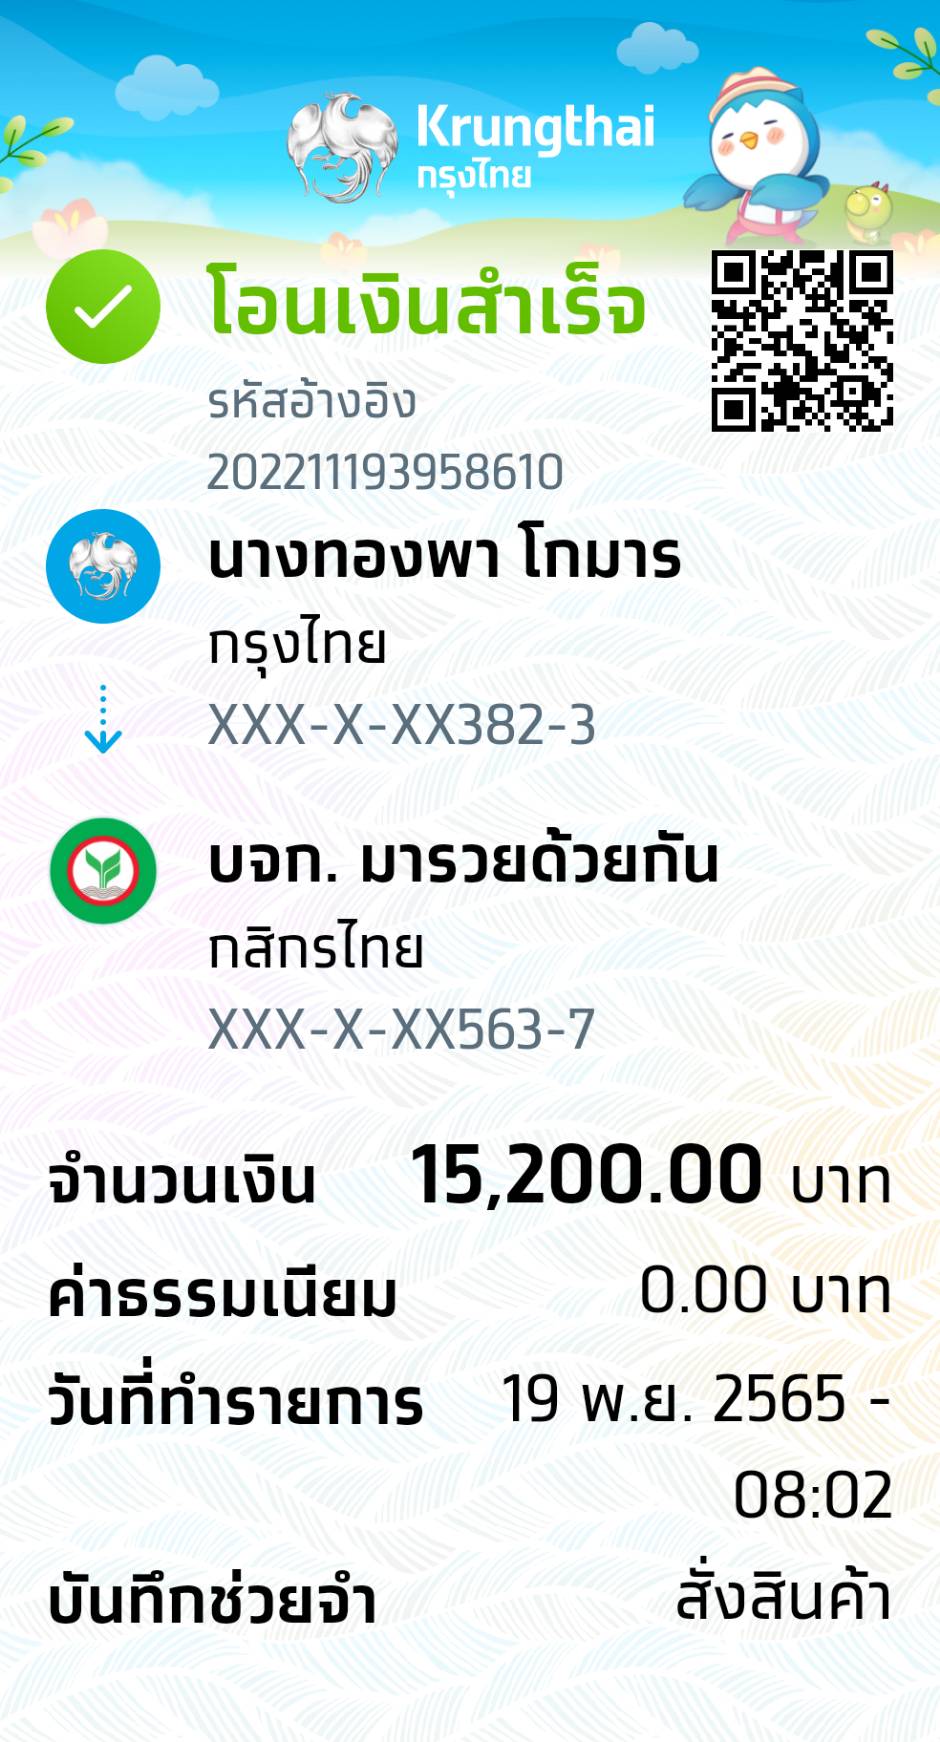 Krungthai
กรุงไทย
โอนเงินสำเร็จ
รหัสอ้างอิง
202211193958610
นางทองพา โกมาร
กรุงไทย
XXX-X-XX382-3
บจก. มารวยด้วยกัน
กสิกรไทย
XXX-X-XX563-7
จำนวนเงิน 15,200.00 บาท
ค่าธรรมเนียม 0.00 บาท
วันที่ทำรายการ 19 พ.ย. 2565 -
08:02
บันทึกช่วยจำ สั่งสินค้า